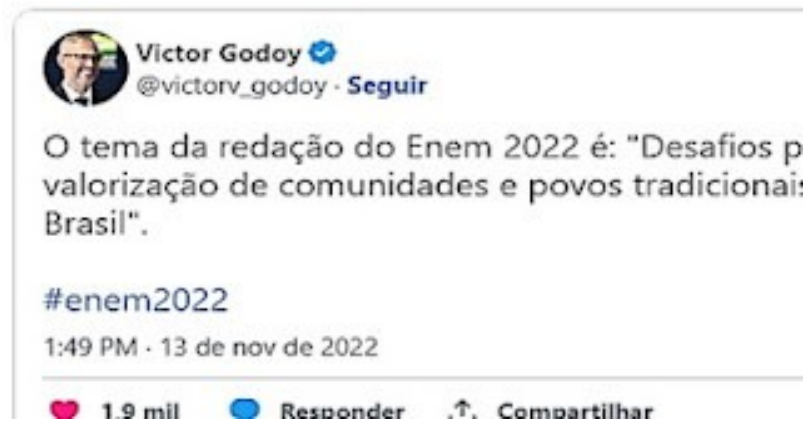 Victor Godoy
@victorv_godoy · Seguir
O tema da redação do Enem 2022 é: "Desafios p
valorização de comunidades e povos tradicionais
Brasil".
#enem2022
1:49 PM · 13 de nov de 2022
1,9 mil Responder Compartilhar